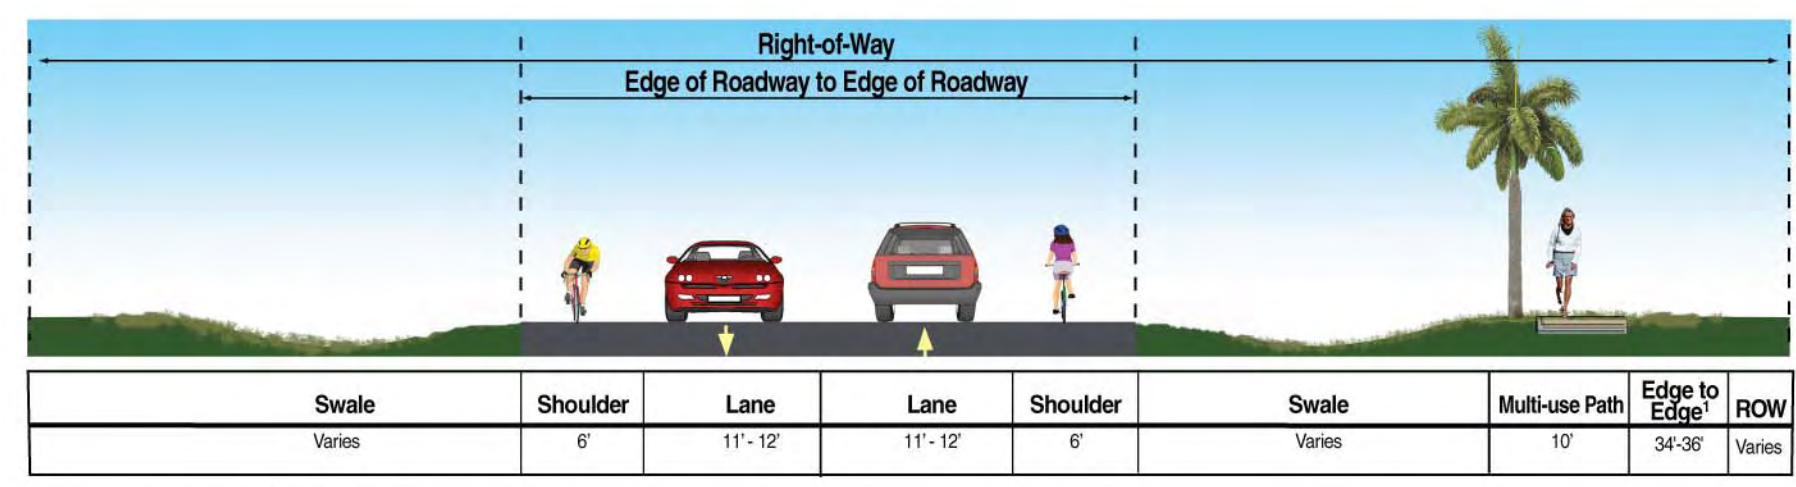 Right-of-Way
Edge of Roadway to Edge of Roadway
Swale Shoulder Lane Lane Shoulder Swale Multi-use Path Edge to Edge¹ ROW
Varies 6' 11' - 12' 11' - 12' 6' Varies 10' 34'-36' Varies